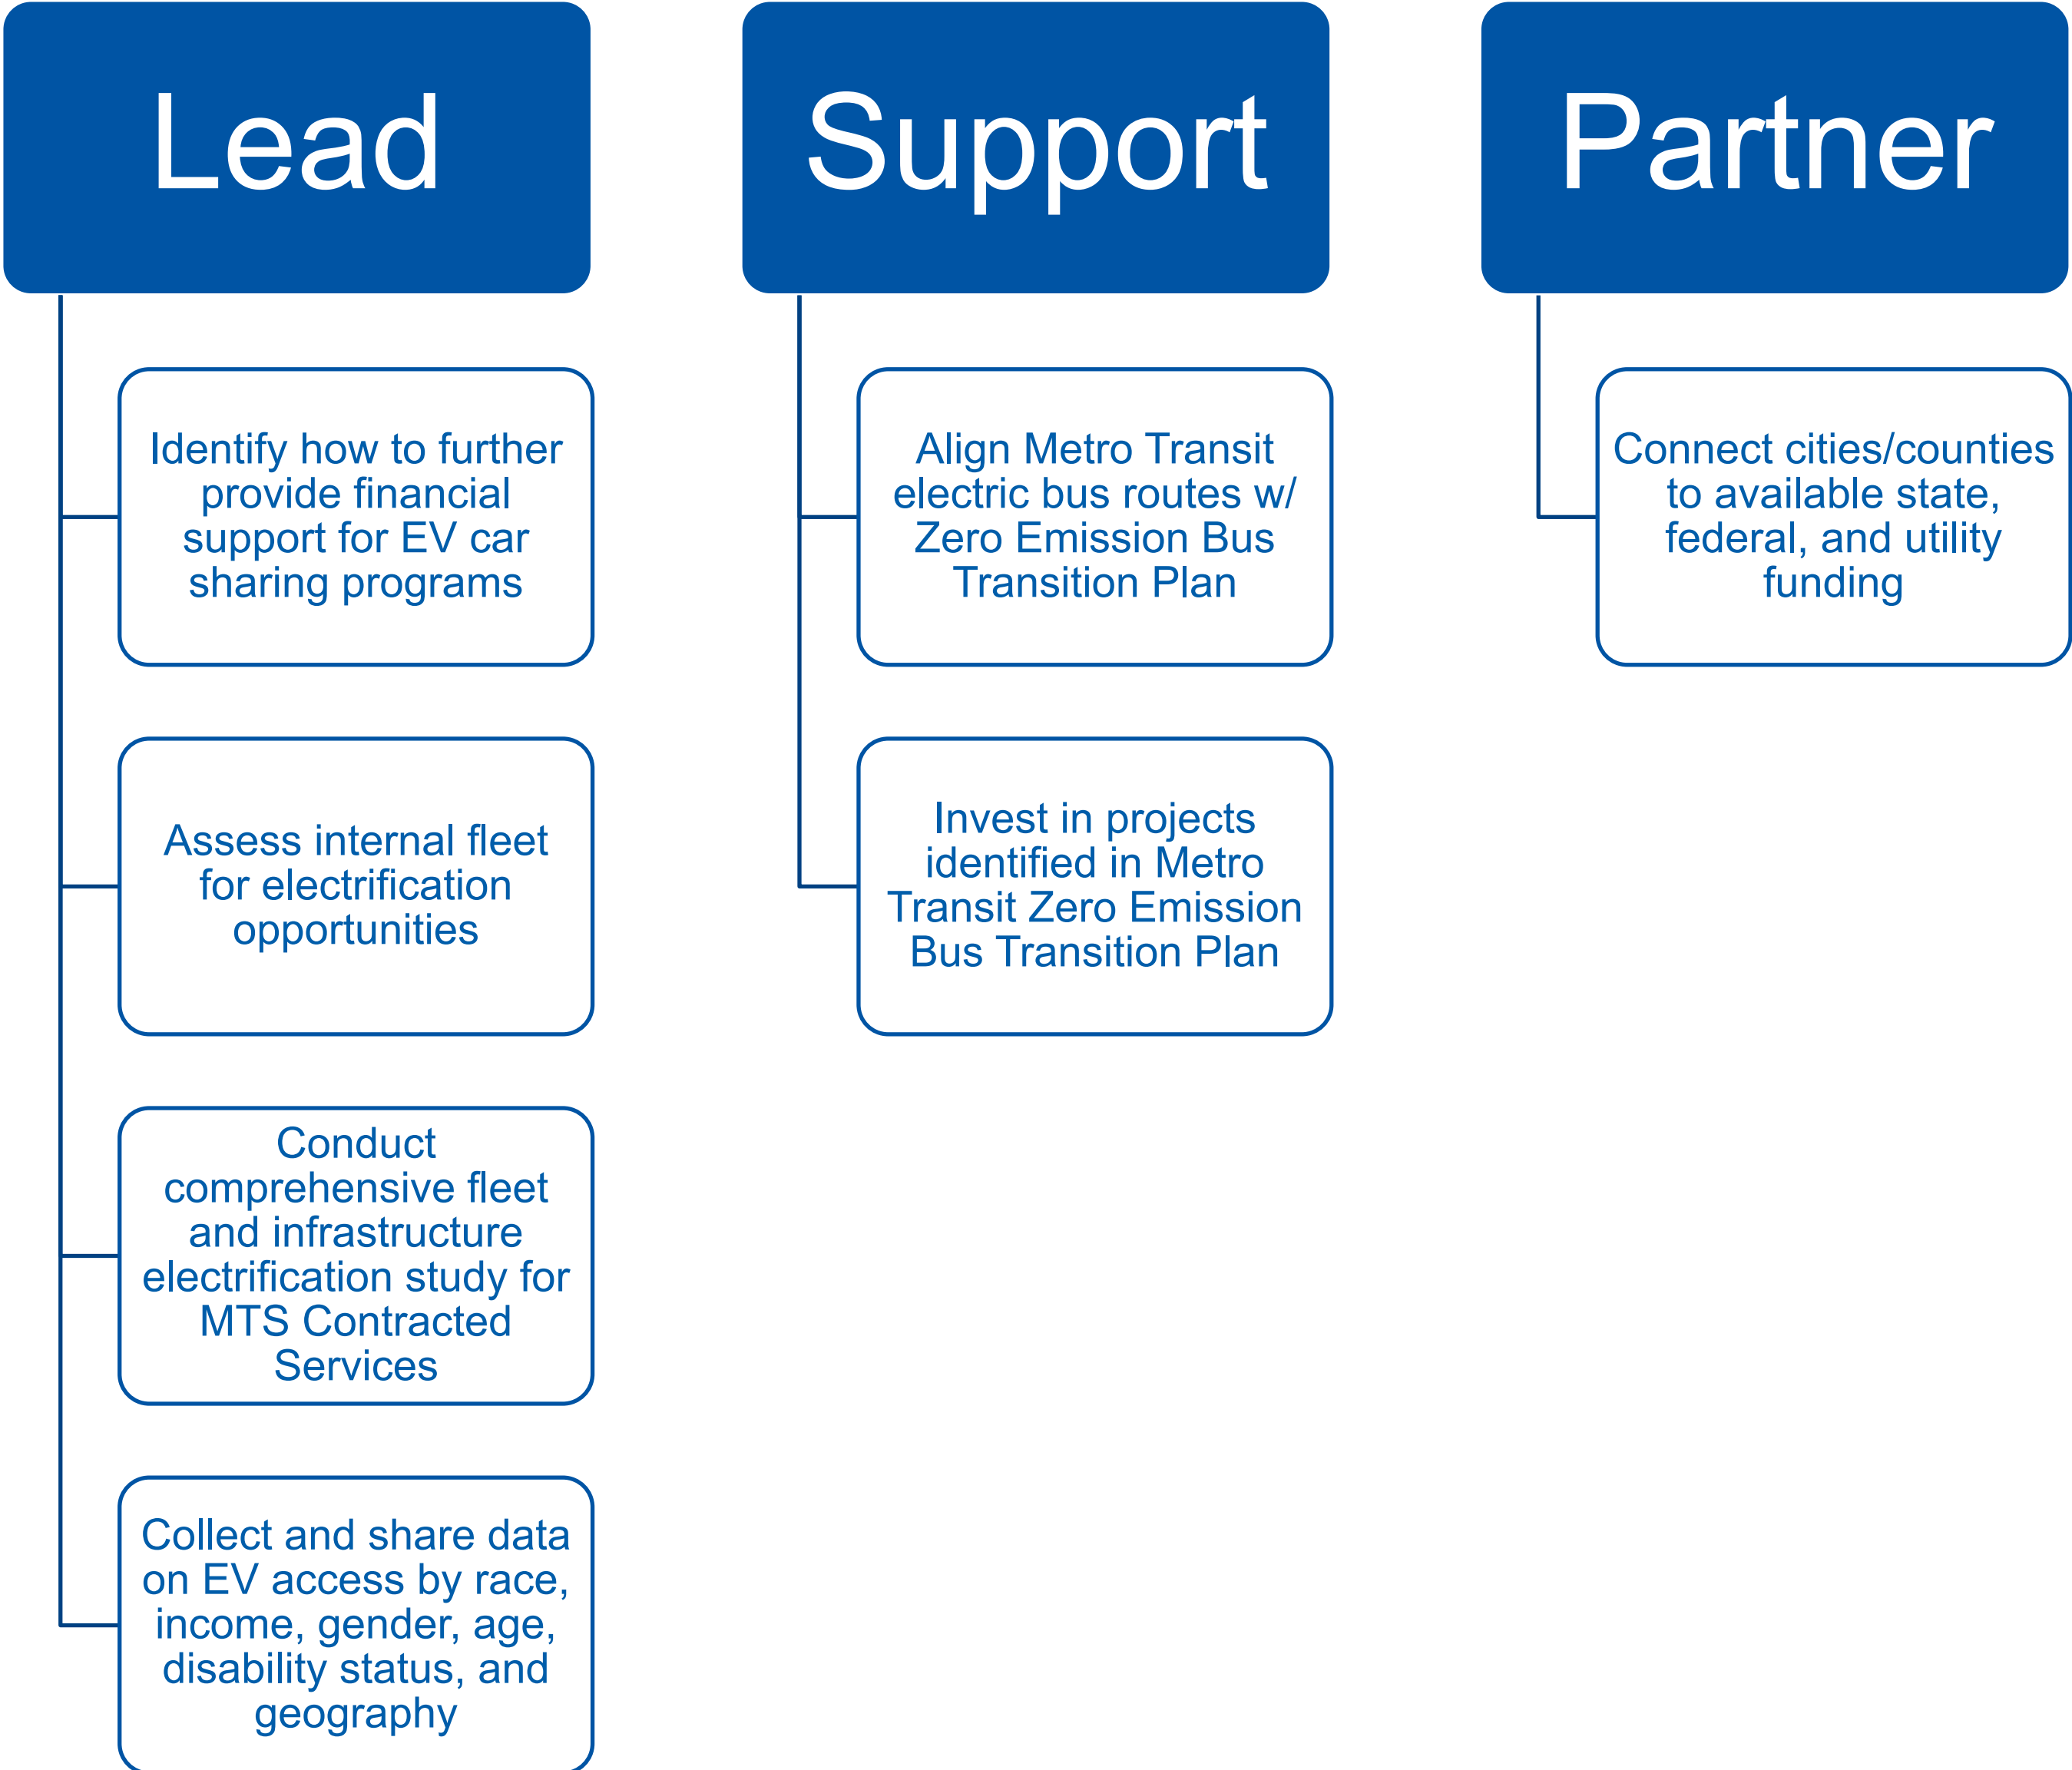 Lead
Identify how to further
provide financial
support for EV car
sharing programs
Assess internal fleet
for electrification
opportunities
Conduct
comprehensive fleet
and infrastructure
electrification study for
MTS Contracted
Services
Collect and share data
on EV access by race,
income, gender, age,
disability status, and
geography
Support
Align Metro Transit
electric bus routes w/
Zero Emission Bus
Transition Plan
Invest in projects
identified in Metro
Transit Zero Emission
Bus Transition Plan
Partner
Connect cities/counties
to available state,
federal, and utility
funding